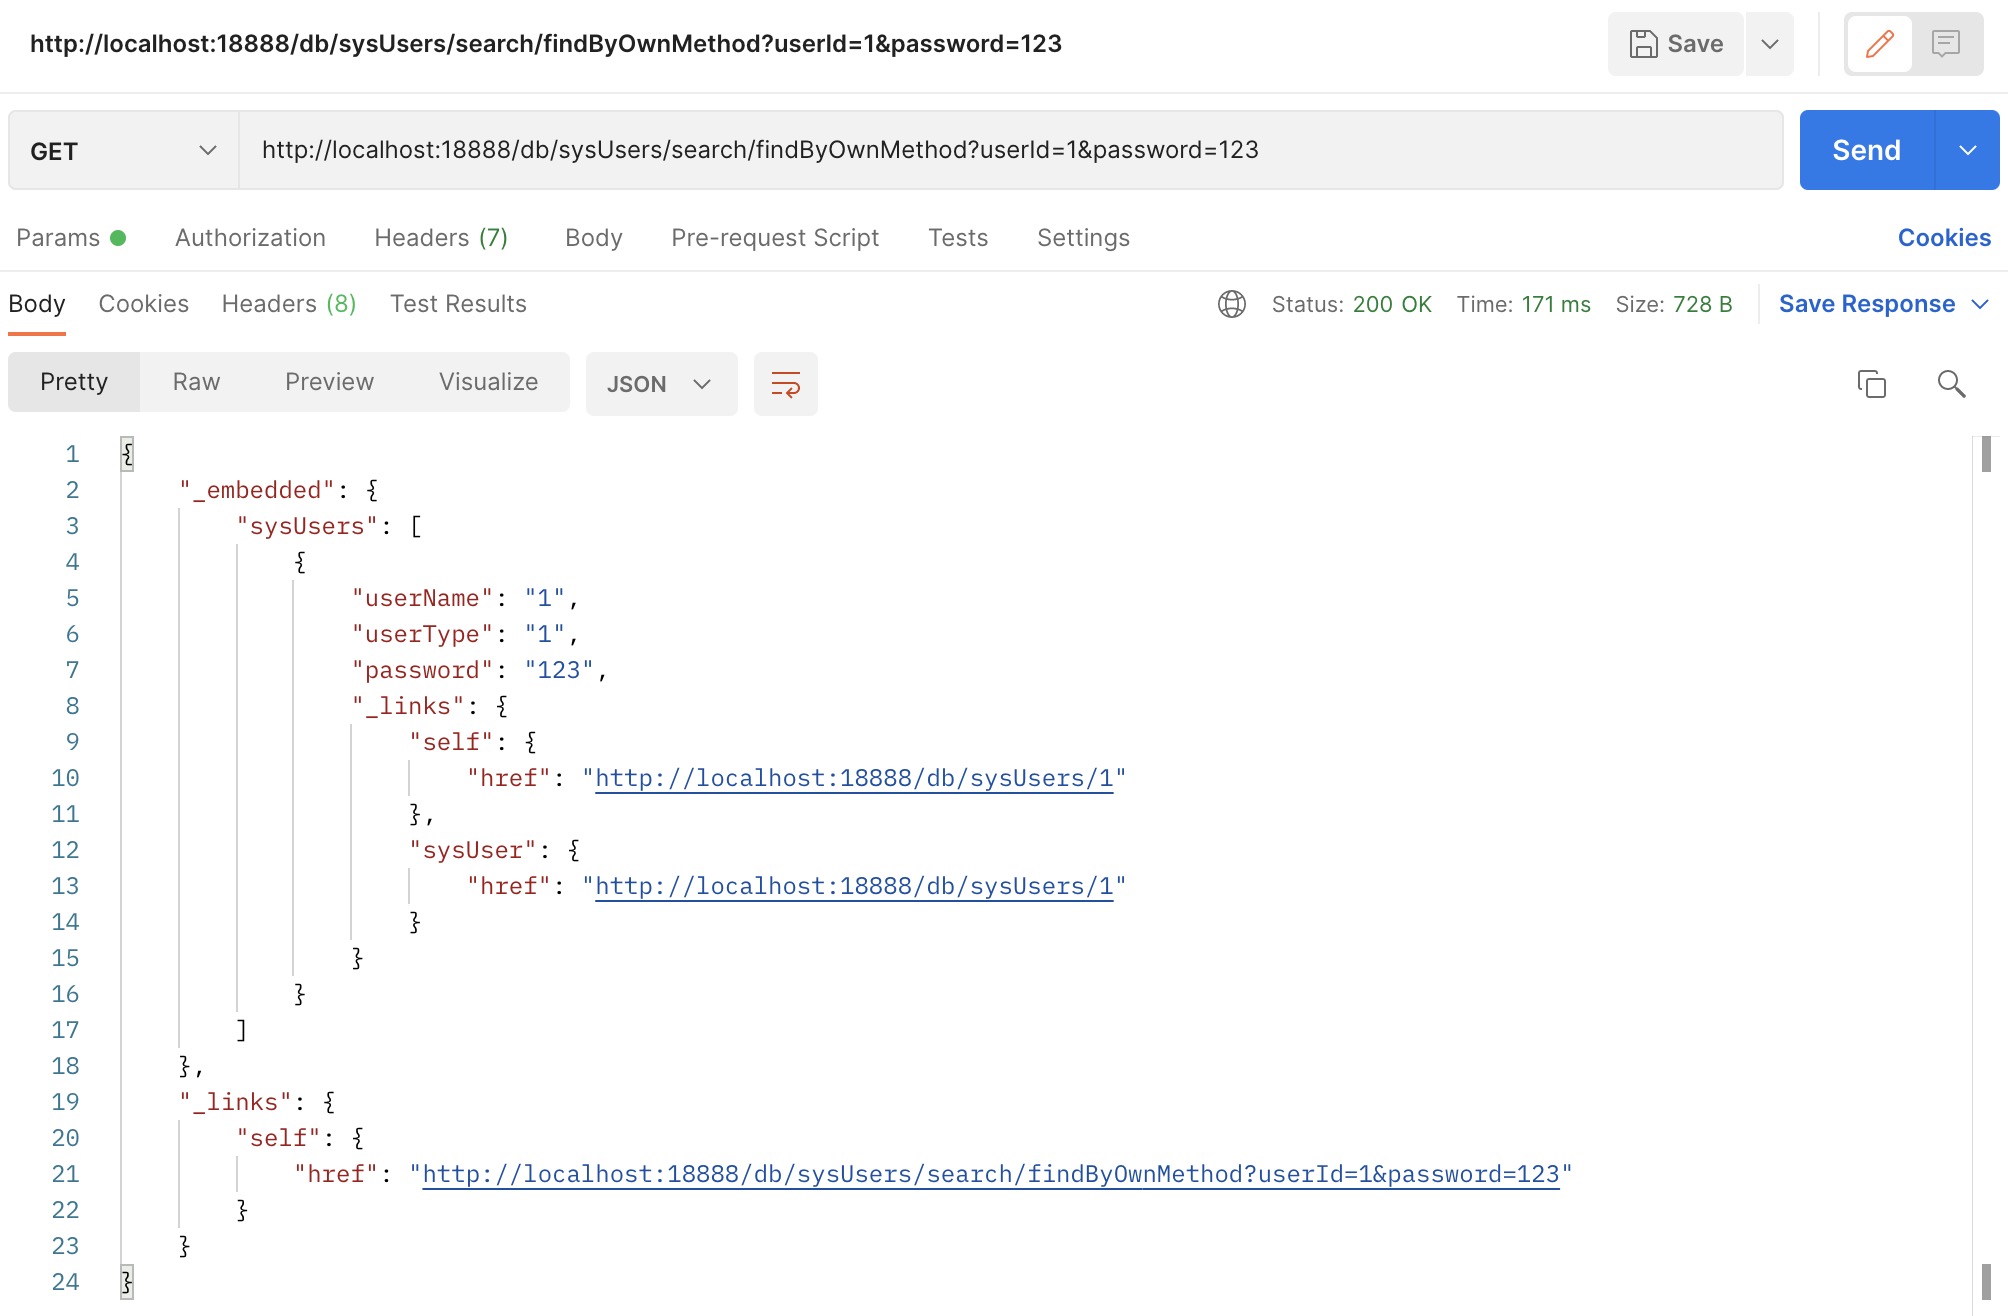 http://localhost:18888/db/sysUsers/search/findByOwnMethod?userId=1&password=123
Save
GET
http://localhost:18888/db/sysUsers/search/findByOwnMethod?userId=1&password=123
Send
Params Authorization Headers (7) Body Pre-request Script Tests Settings Cookies
Body Cookies Headers (8) Test Results Status: 200 OK Time: 171 ms Size: 728 B Save Response
Pretty Raw Preview Visualize JSON
1 {
2 "_embedded": {
3 "sysUsers": [
4 {
5 "userName": "1",
6 "userType": "1",
7 "password": "123",
8 "_links": {
9 "self": {
10 "href": "http://localhost:18888/db/sysUsers/1"
11 },
12 "sysUser": {
13 "href": "http://localhost:18888/db/sysUsers/1"
14 }
15 }
16 }
17 ]
18 },
19 "_links": {
20 "self": {
21 "href": "http://localhost:18888/db/sysUsers/search/findByOwnMethod?userId=1&password=123"
22 }
23 }
24 }